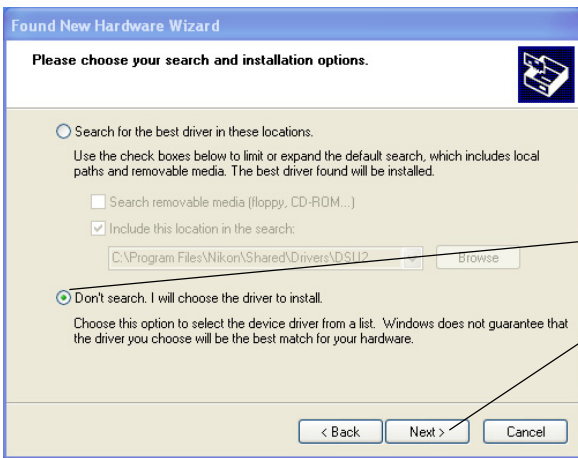 Found New Hardware Wizard
Please choose your search and installation options.
Search for the best driver in these locations.
Use the check boxes below to limit or expand the default search, which includes local
paths and removable media. The best driver found will be installed.
Search removable media (floppy, CD-ROM...)
Include this location in the search:
C:\Program Files\Nikon\Shared\Drivers\DSU2
Browse
Don't search. I will choose the driver to install.
Choose this option to select the device driver from a list. Windows does not guarantee that
the driver you choose will be the best match for your hardware.
< Back Next > Cancel